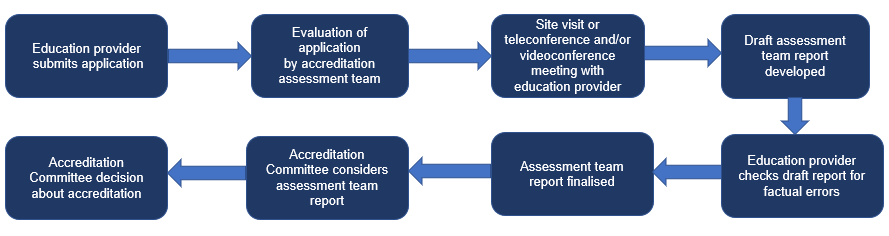 Education provider
submits application
Evaluation of
application
by accreditation
assessment team
Site visit or
teleconference and/or
videoconference
meeting with
education provider
Draft assessment
team report
developed
Education provider
checks draft report for
factual errors
Assessment team
report finalised
Accreditation
Committee considers
assessment team
report
Accreditation
Committee decision
about accreditation